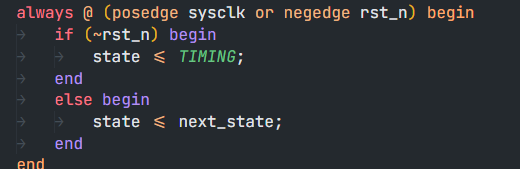 always @ (posedge sysclk or negedge rst_n) begin
    if (~rst_n) begin
        state <= TIMING;
    end
    else begin
        state <= next_state;
    end
end